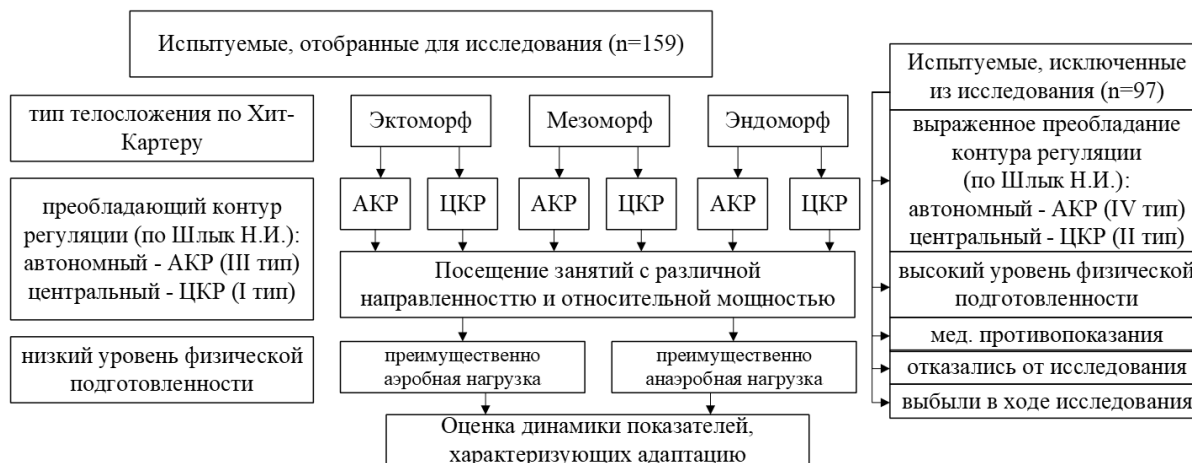 Испытуемые, отобранные для исследования (n=159)
тип телосложения по Хит-
Картеру
преобладающий контур
регуляции (по Шлык Н.И.):
автономный - АКР (III тип)
центральный - ЦКР (I тип)
низкий уровень физической
подготовленности
Эктоморф
Мезоморф
Эндоморф
АКР
ЦКР
АКР
ЦКР
АКР
ЦКР
Посещение занятий с различной
направленносттю и относительной мощностью
преимущественно
аэробная нагрузка
преимущественно
анаэробная нагрузка
Оценка динамики показателей,
характеризующих адаптацию
Испытуемые, исключенные
из исследования (n=97)
выраженное преобладание
контура регуляции
(по Шлык Н.И.):
автономный - АКР (IV тип)
центральный - ЦКР (II тип)
высокий уровень физической
подготовленности
мед. противопоказания
отказались от исследования
выбыли в ходе исследования